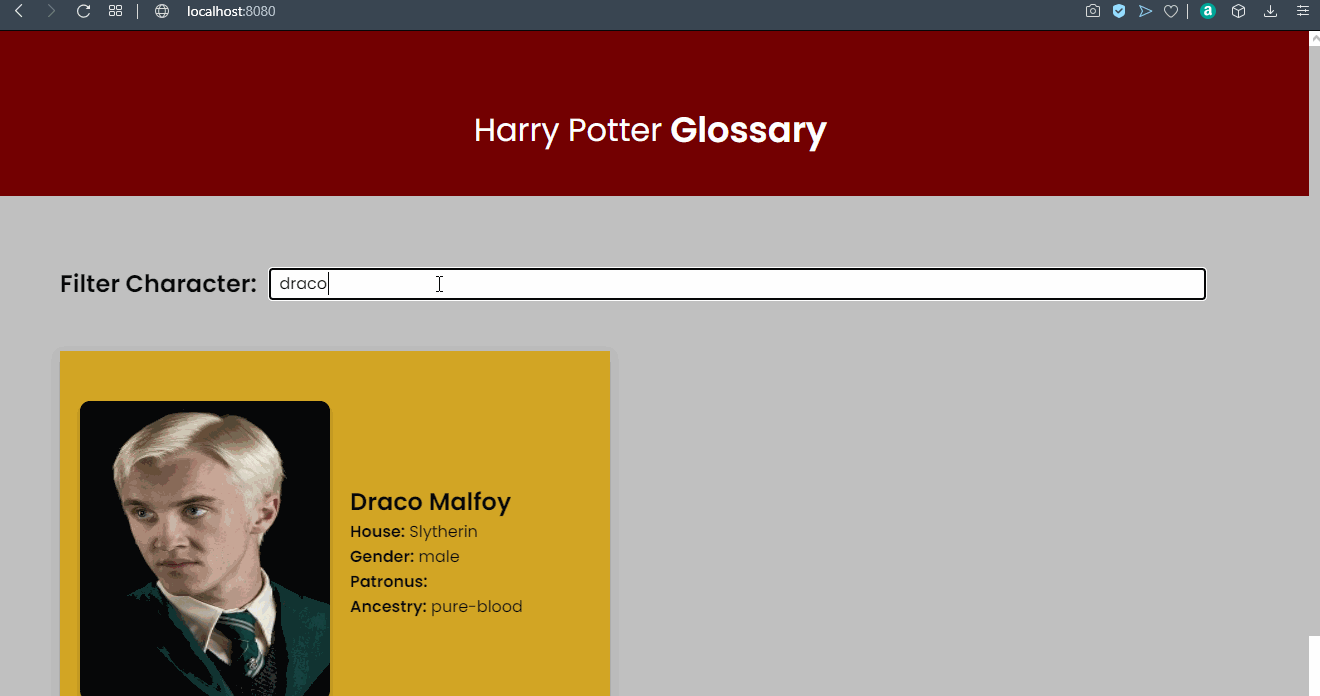 localhost:8080
a
Harry Potter Glossary
Filter Character: draco
Draco Malfoy
House: Slytherin
Gender: male
Patronus:
Ancestry: pure-blood